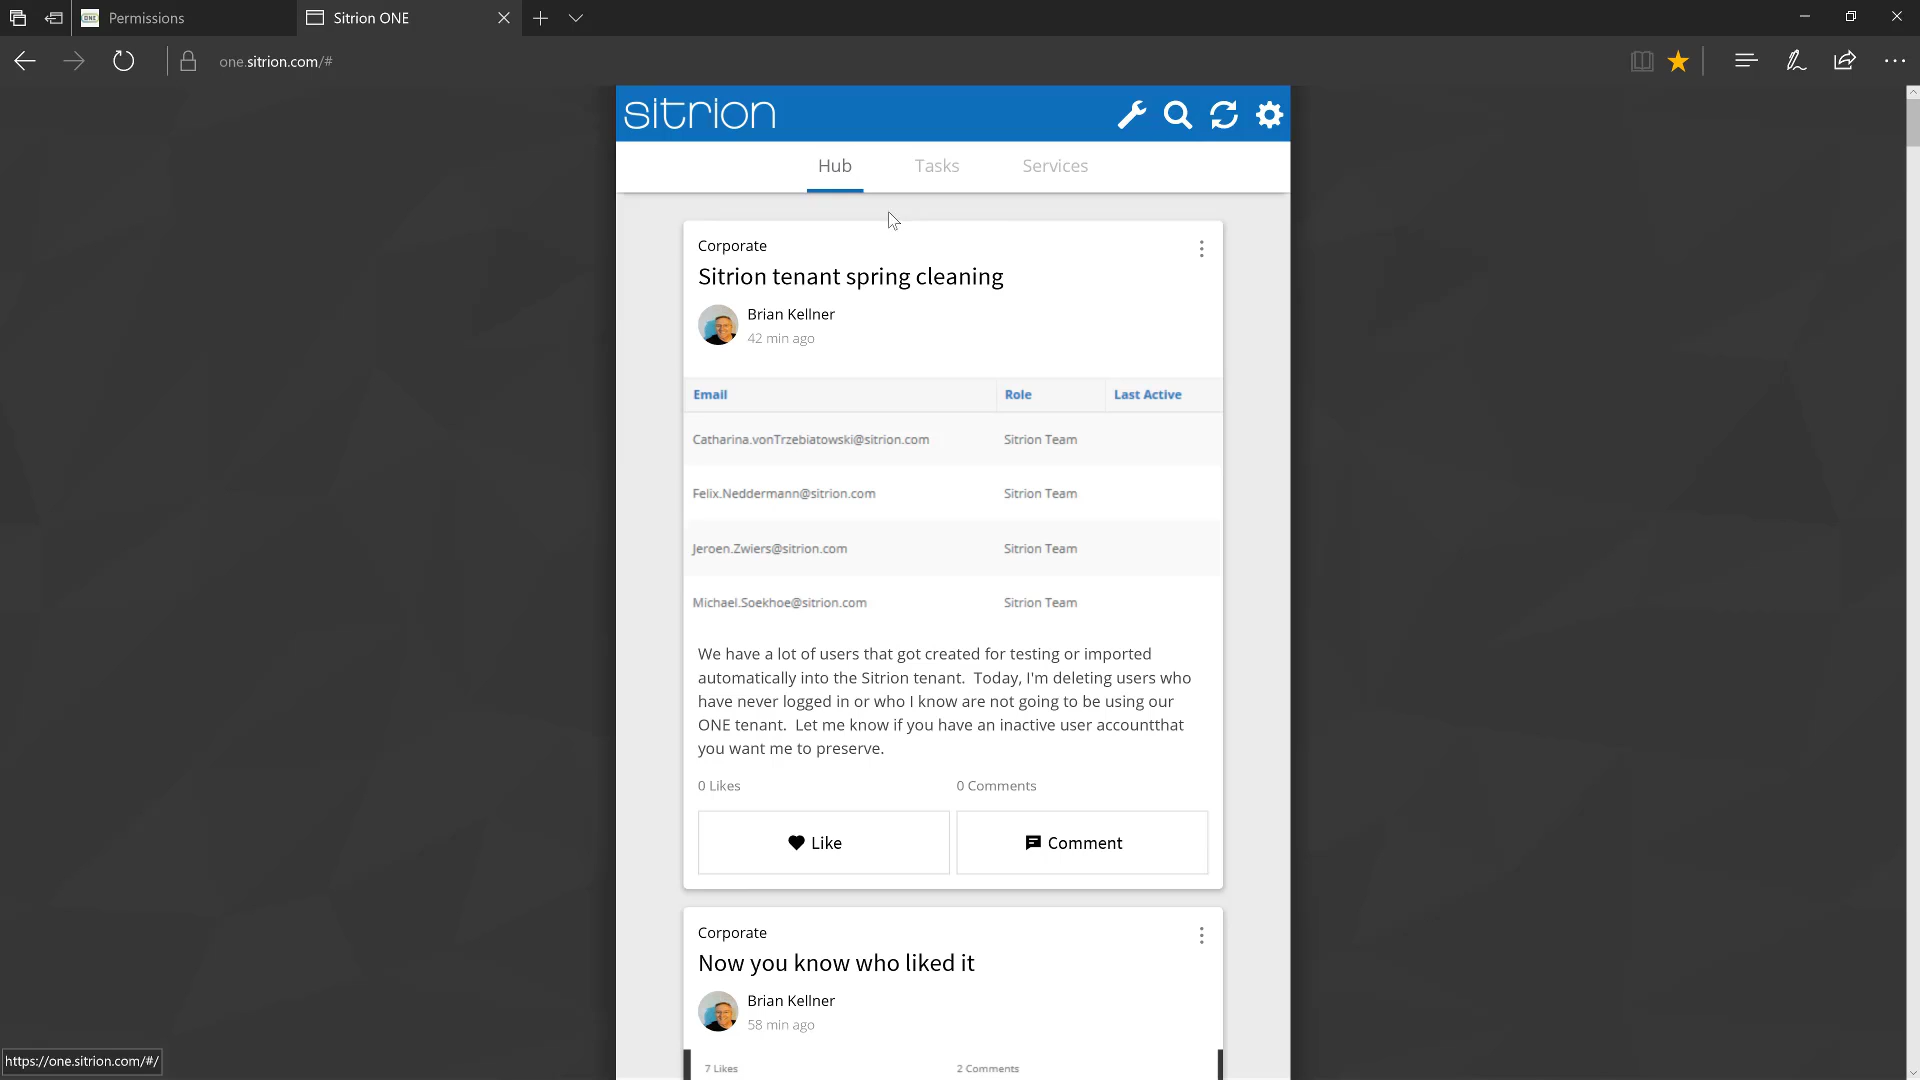 Permissions
Sitrion ONE
one.sitrion.com/#
sitrion
Hub Tasks Services
Corporate
Sitrion tenant spring cleaning
Brian Kellner
42 min ago
Email Role Last Active
Catharina.vonTrzebiatowski@sitrion.com Sitrion Team
Felix.Neddermann@sitrion.com Sitrion Team
Jeroen.Zwiers@sitrion.com Sitrion Team
Michael.Soekhoe@sitrion.com Sitrion Team
We have a lot of users that got created for testing or imported
automatically into the Sitrion tenant. Today, I'm deleting users who
have never logged in or who I know are not going to be using our
ONE tenant. Let me know if you have an inactive user accountthat
you want me to preserve.
0 Likes 0 Comments
Like Comment
Corporate
Now you know who liked it
Brian Kellner
58 min ago
7 Likes 2 Comments
https://one.sitrion.com/#/